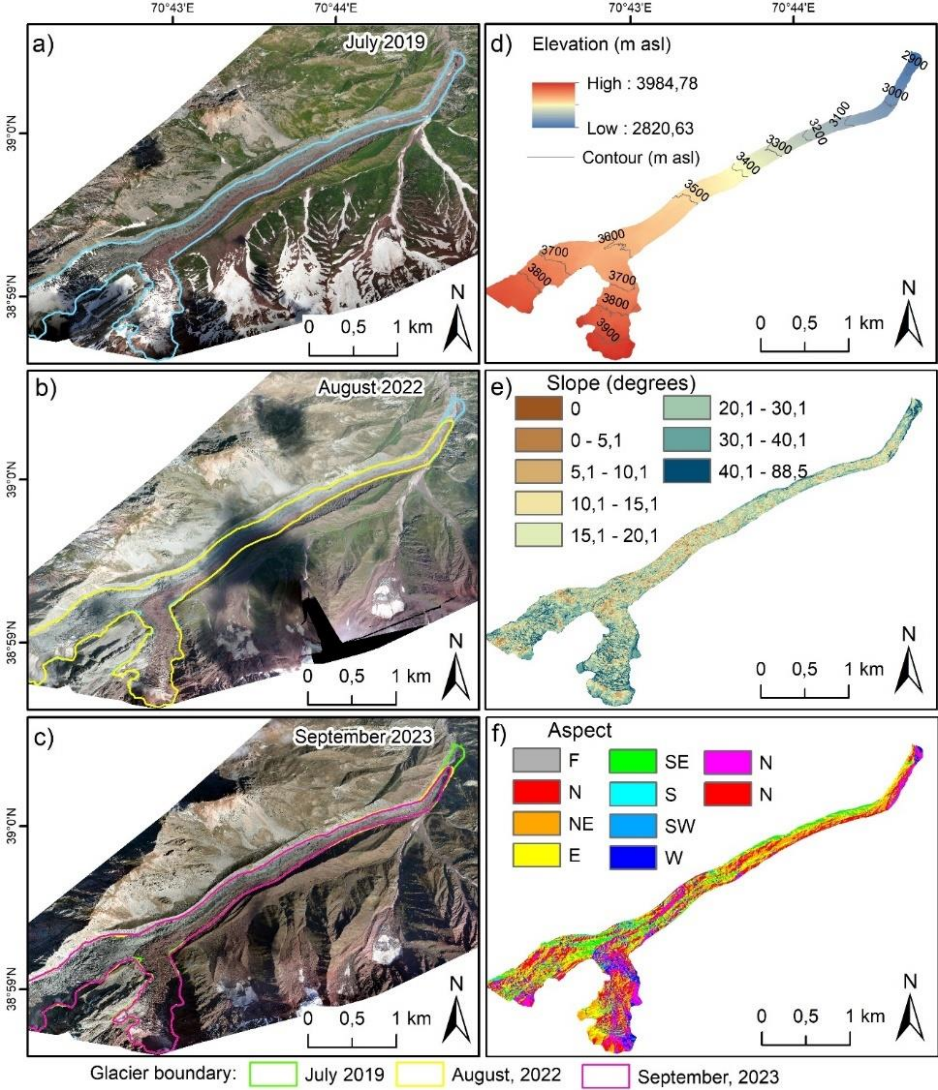 70°43'E 70°44'E 70°43'E 70°44'E
a) July 2019
39°0'N
38°59'N
N
0 0,5 1 km
d)
Elevation (m asl)
High : 3984,78
Low : 2820,63
Contour (m asl)
2900
3000
3100
3200
3300
3400
3500
3600
3700
3800
3700
3800
3900
N
0 0,5 1 km
b) August 2022
39°0'N
38°59'N
N
0 0,5 1 km
e) Slope (degrees)
0
0 - 5,1
5,1 - 10,1
10,1 - 15,1
15,1 - 20,1
20,1 - 30,1
30,1 - 40,1
40,1 - 88,5
N
0 0,5 1 km
c) September 2023
39°0'N
38°59'N
N
0 0,5 1 km
f) Aspect
F
N
NE
E
SE
S
SW
W
N
N
N
0 0,5 1 km
Glacier boundary: July 2019 August, 2022 September, 2023